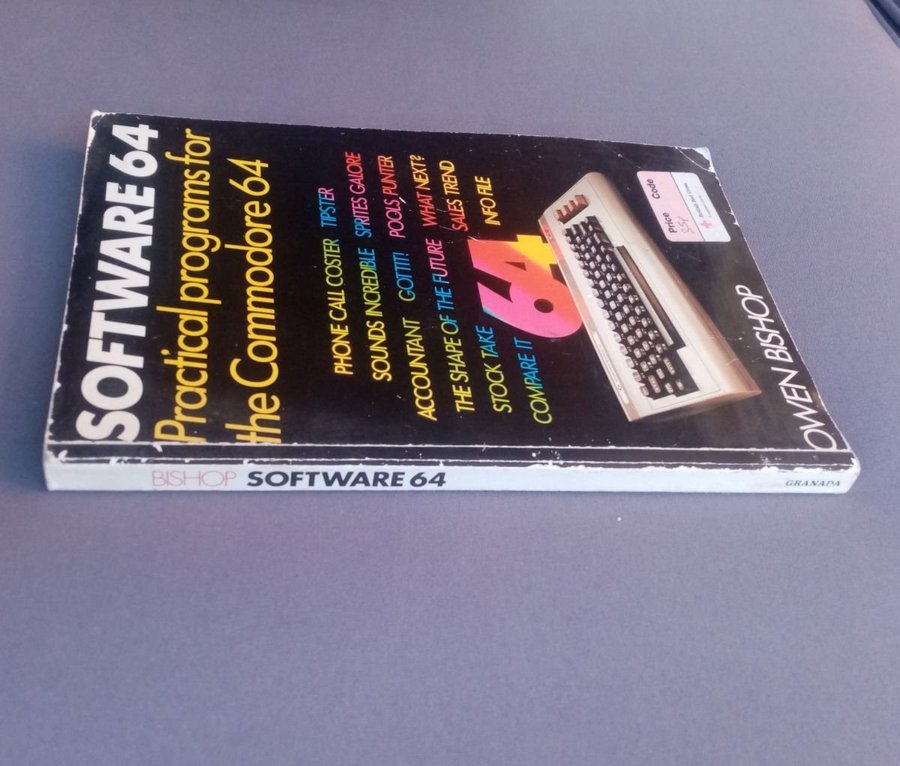 SOFTWARE 64
Practical programs for
the Commodore 64
PHONE CALL COSTER TIPSTER
SOUNDS INCREDIBLE SPRITES GALORE
ACCOUNTANT GOT IT! POOLS PUNTER
THE SHAPE OF THE FUTURE WHAT NEXT?
STOCK TAKE SALES TREND
COMPARE IT INFO FILE
64
Price Code
OWEN BISHOP
BISHOP SOFTWARE 64
GRANADA